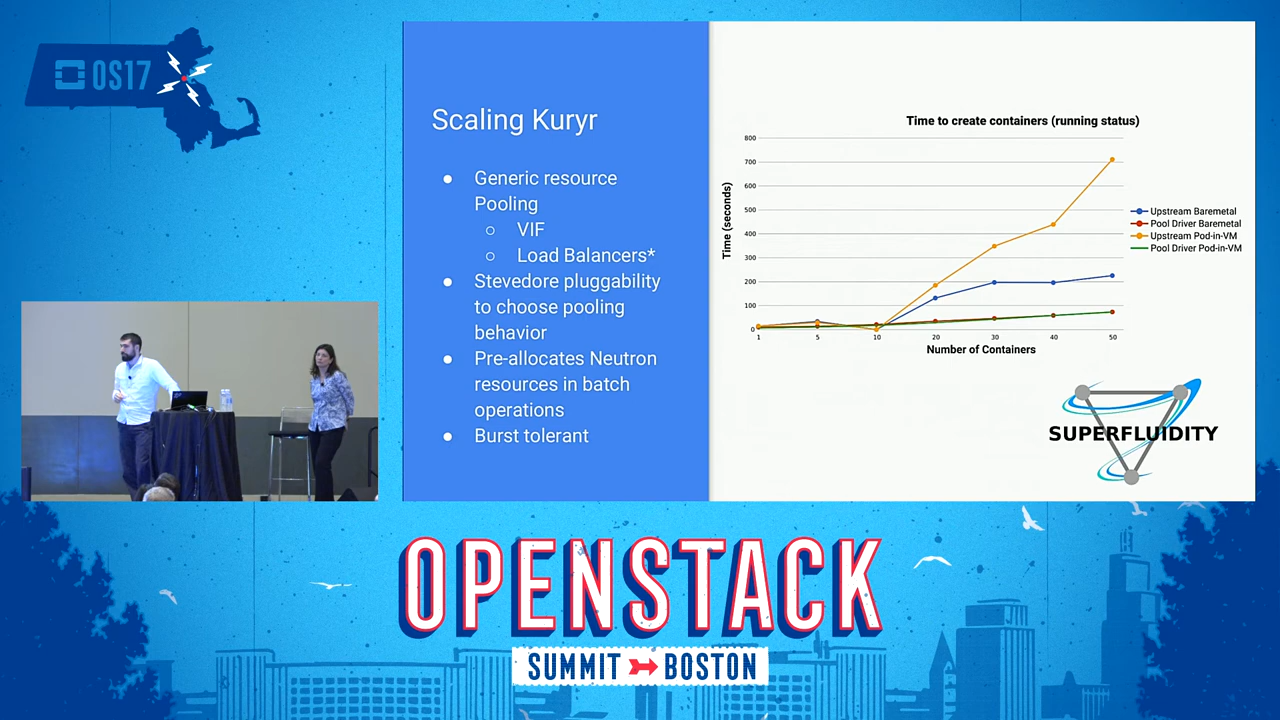 OS17
Scaling Kuryr
● Generic resource
Pooling
○ VIF
○ Load Balancers*
● Stevedore pluggability
to choose pooling
behavior
● Pre-allocates Neutron
resources in batch
operations
● Burst tolerant
Time to create containers (running status)
Time (seconds)
800
700
600
500
400
300
200
100
0
1 5 10 20 30 40 50
Number of Containers
Upstream Baremetal
Pool Driver Baremetal
Upstream Pod-in-VM
Pool Driver Pod-in-VM
SUPERFLUIDITY
OPENSTACK
SUMMIT BOSTON